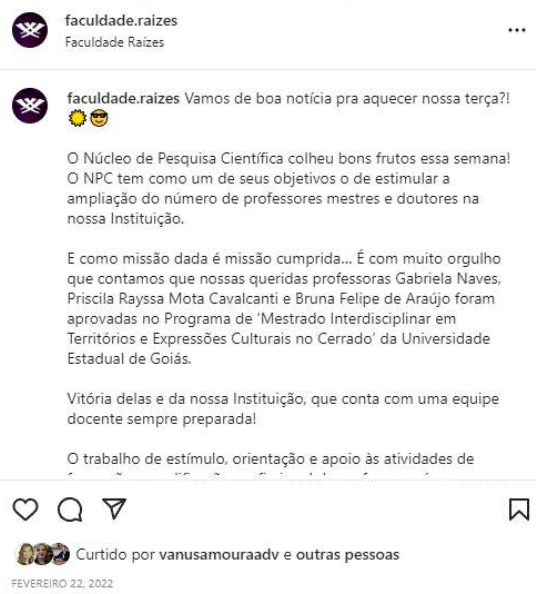 faculdade.raizes
Faculdade Raízes
faculdade.raizes Vamos de boa notícia pra aquecer nossa terça?!
O Núcleo de Pesquisa Científica colheu bons frutos essa semana!
O NPC tem como um de seus objetivos o de estimular a
ampliação do número de professores mestres e doutores na
nossa Instituição.
E como missão dada é missão cumprida... É com muito orgulho
que contamos que nossas queridas professoras Gabriela Naves,
Priscila Rayssa Mota Cavalcanti e Bruna Felipe de Araújo foram
aprovadas no Programa de ‘Mestrado Interdisciplinar em
Territórios e Expressões Culturais no Cerrado’ da Universidade
Estadual de Goiás.
Vitória delas e da nossa Instituição, que conta com uma equipe
docente sempre preparada!
O trabalho de estímulo, orientação e apoio às atividades de
Curtido por vanusamouraadv e outras pessoas
FEVEREIRO 22, 2022